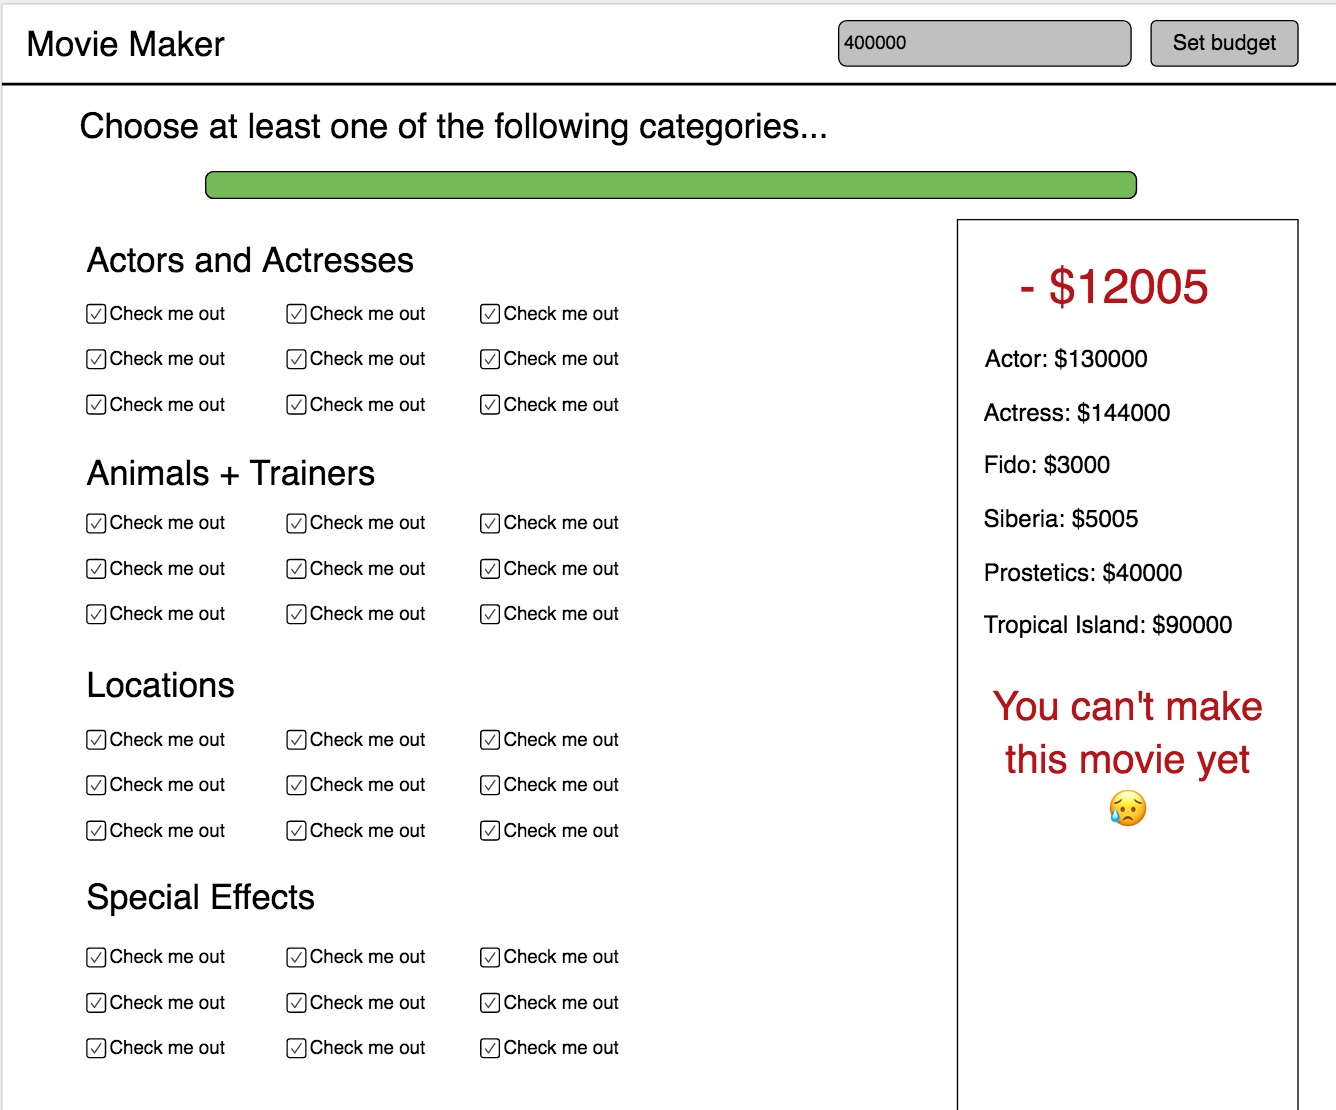 Movie Maker
400000
Set budget
Choose at least one of the following categories...
Actors and Actresses
Check me out Check me out Check me out
Check me out Check me out Check me out
Check me out Check me out Check me out
Animals + Trainers
Check me out Check me out Check me out
Check me out Check me out Check me out
Check me out Check me out Check me out
Locations
Check me out Check me out Check me out
Check me out Check me out Check me out
Check me out Check me out Check me out
Special Effects
Check me out Check me out Check me out
Check me out Check me out Check me out
Check me out Check me out Check me out
- $12005
Actor: $130000
Actress: $144000
Fido: $3000
Siberia: $5005
Prostetics: $40000
Tropical Island: $90000
You can't make
this movie yet
😥